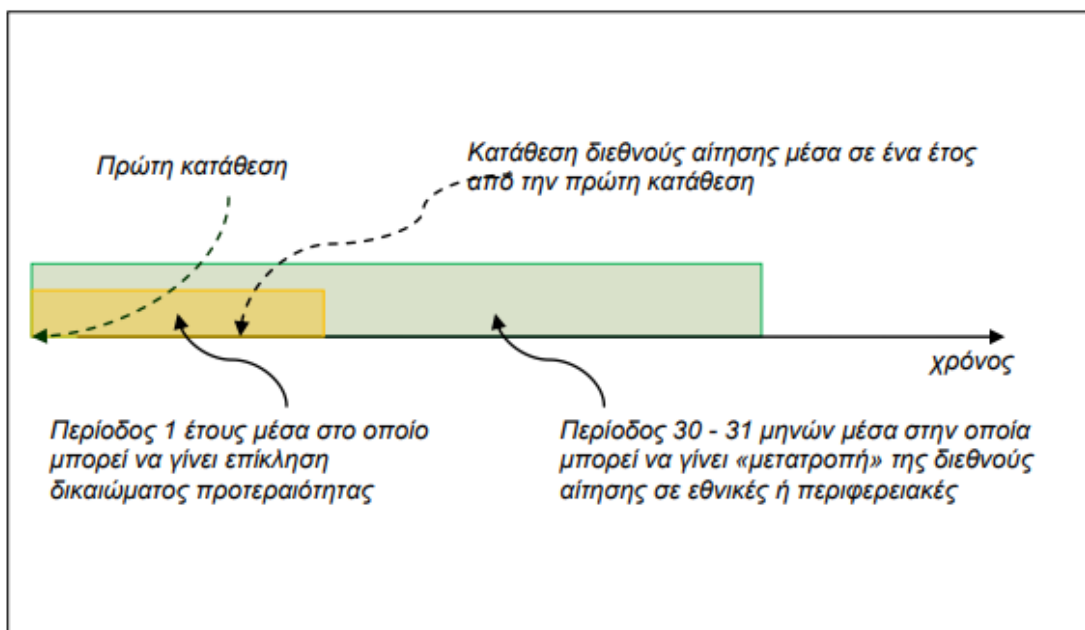 Πρώτη κατάθεση
Κατάθεση διεθνούς αίτησης μέσα σε ένα έτος
από την πρώτη κατάθεση
χρόνος
Περίοδος 1 έτους μέσα στο οποίο
μπορεί να γίνει επίκληση
δικαιώματος προτεραιότητας
Περίοδος 30 - 31 μηνών μέσα στην οποία
μπορεί να γίνει «μετατροπή» της διεθνούς
αίτησης σε εθνικές ή περιφερειακές